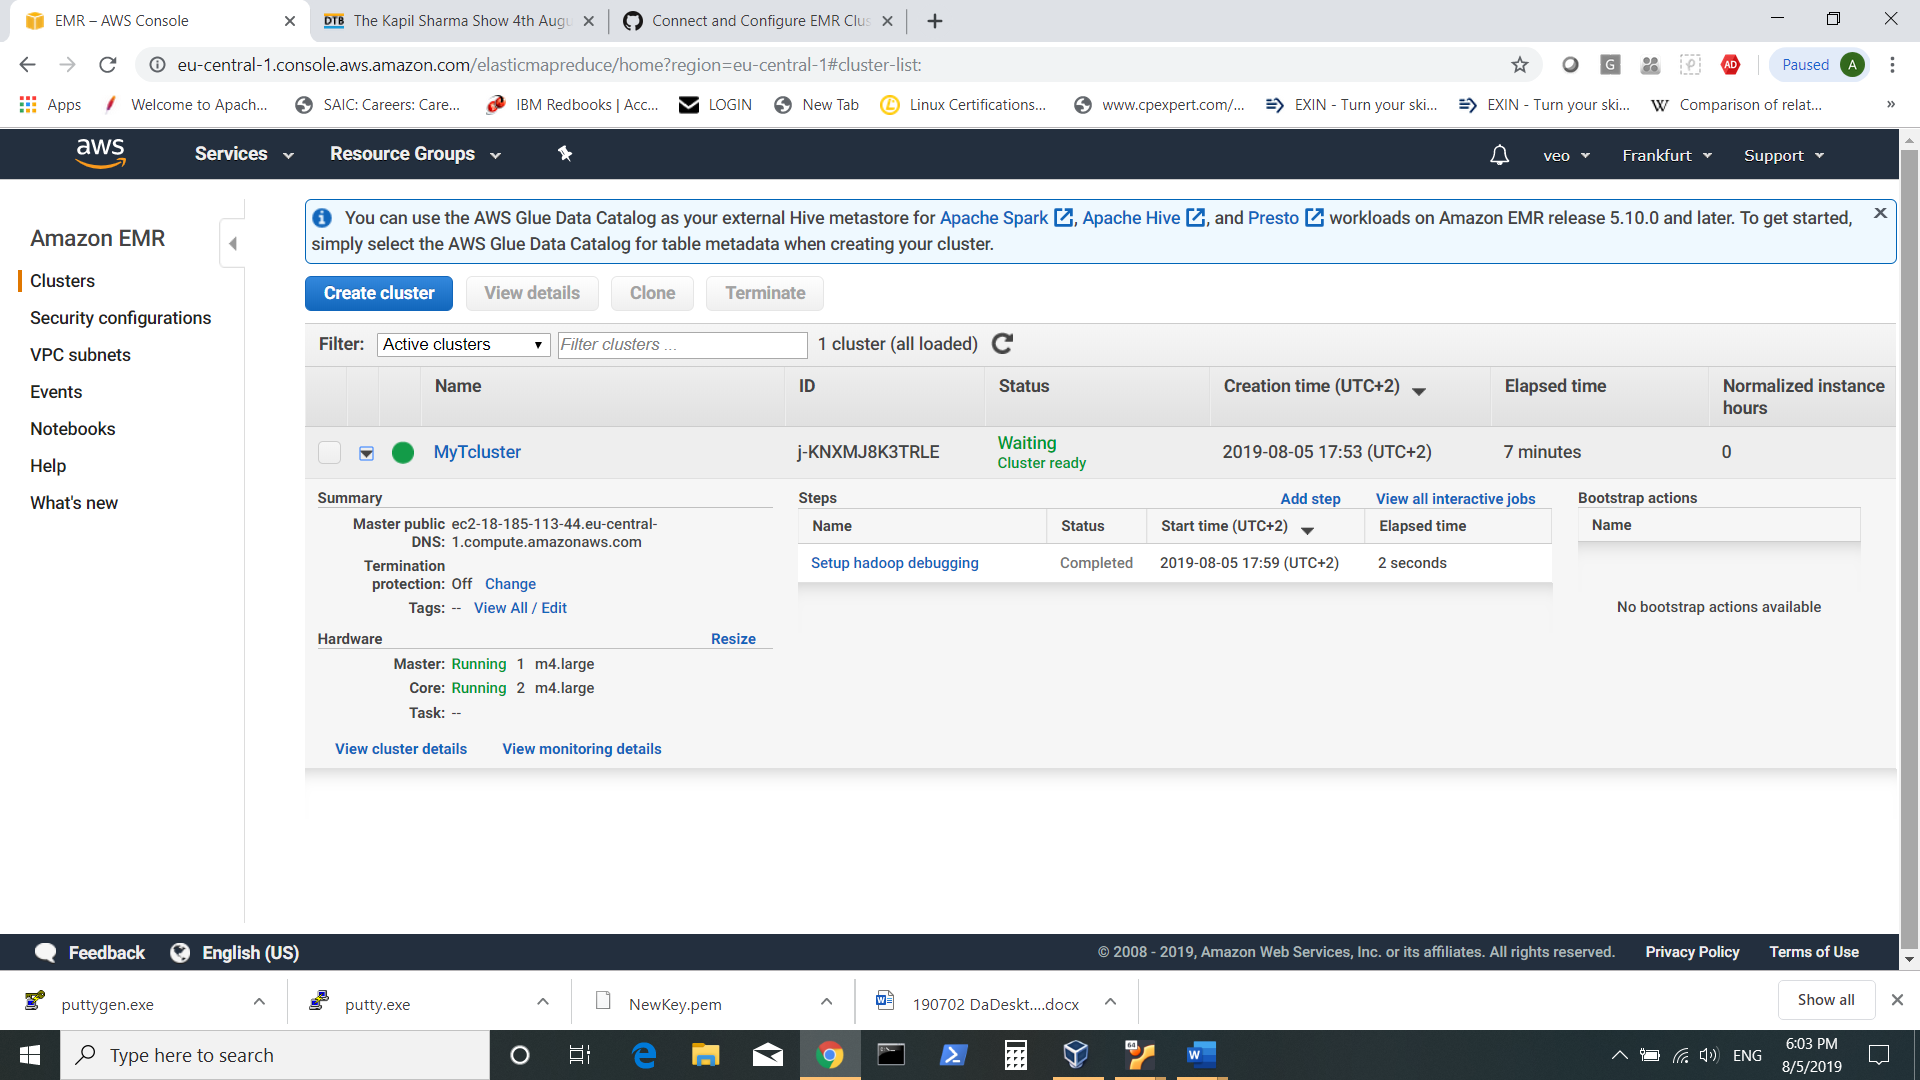 EMR – AWS Console
The Kapil Sharma Show 4th Augu
Connect and Configure EMR Clus
eu-central-1.console.aws.amazon.com/elasticmapreduce/home?region=eu-central-1#cluster-list:
Paused A
Apps
Welcome to Apach...
SAIC: Careers: Care...
IBM Redbooks | Acc...
LOGIN
New Tab
Linux Certifications...
www.cpexpert.com/...
EXIN - Turn your ski...
EXIN - Turn your ski...
Comparison of relat...
»
aws Services Resource Groups veo Frankfurt Support
Amazon EMR
Clusters
Security configurations
VPC subnets
Events
Notebooks
Help
What's new
You can use the AWS Glue Data Catalog as your external Hive metastore for Apache Spark, Apache Hive, and Presto workloads on Amazon EMR release 5.10.0 and later. To get started,
simply select the AWS Glue Data Catalog for table metadata when creating your cluster.
Create cluster View details Clone Terminate
Filter: Active clusters Filter clusters ... 1 cluster (all loaded)
Name ID Status Creation time (UTC+2) Elapsed time Normalized instance hours
MyTcluster j-KNXMJ8K3TRLE Waiting Cluster ready 2019-08-05 17:53 (UTC+2) 7 minutes 0
Summary
Master public DNS: ec2-18-185-113-44.eu-central-1.compute.amazonaws.com
Termination protection: Off Change
Tags: -- View All / Edit
Hardware Resize
Master: Running 1 m4.large
Core: Running 2 m4.large
Task: --
View cluster details View monitoring details
Steps Add step View all interactive jobs
Name Status Start time (UTC+2) Elapsed time
Setup hadoop debugging Completed 2019-08-05 17:59 (UTC+2) 2 seconds
Bootstrap actions
Name
No bootstrap actions available
Feedback English (US) © 2008 - 2019, Amazon Web Services, Inc. or its affiliates. All rights reserved. Privacy Policy Terms of Use
puttygen.exe putty.exe NewKey.pem 190702 DaDeskt....docx Show all
Type here to search
ENG
6:03 PM
8/5/2019